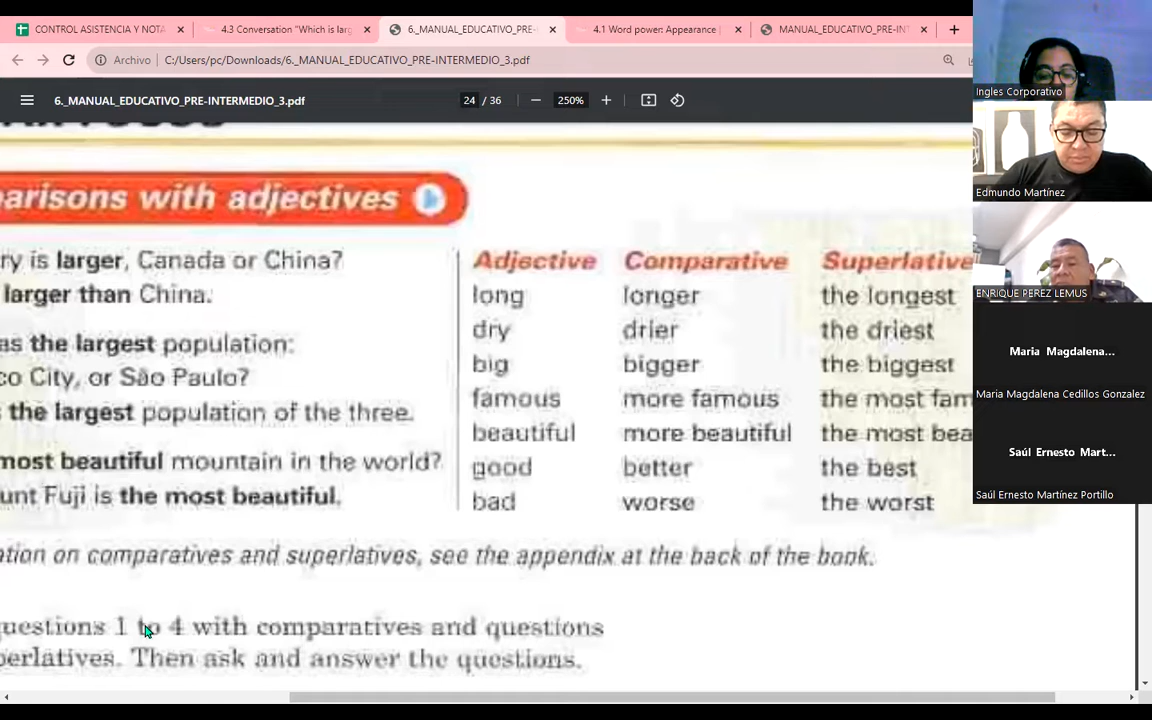 CONTROL ASISTENCIA Y NOTA
4.3 Conversation "Which is larg
6._MANUAL_EDUCATIVO_PRE-
4.1 Word power: Appearance
MANUAL_EDUCATIVO_PRE-INT
Archivo
C:/Users/pc/Downloads/6._MANUAL_EDUCATIVO_PRE-INTERMEDIO_3.pdf
6._MANUAL_EDUCATIVO_PRE-INTERMEDIO_3.pdf
24 / 36
250%
parisons with adjectives
ry is larger, Canada or China?
larger than China.
as the largest population:
co City, or São Paulo?
s the largest population of the three.
most beautiful mountain in the world?
unt Fuji is the most beautiful.
Adjective Comparative Superlative
long longer the longest
dry drier the driest
big bigger the biggest
famous more famous the most fam
beautiful more beautiful the most bea
good better the best
bad worse the worst
ation on comparatives and superlatives, see the appendix at the back of the book.
uestions 1 to 4 with comparatives and questions
perlatives. Then ask and answer the questions.
Ingles Corporativo
Edmundo Martínez
ENRIQUE PEREZ LEMUS
Maria Magdalena...
Maria Magdalena Cedillos Gonzalez
Saúl Ernesto Mart...
Saúl Ernesto Martínez Portillo